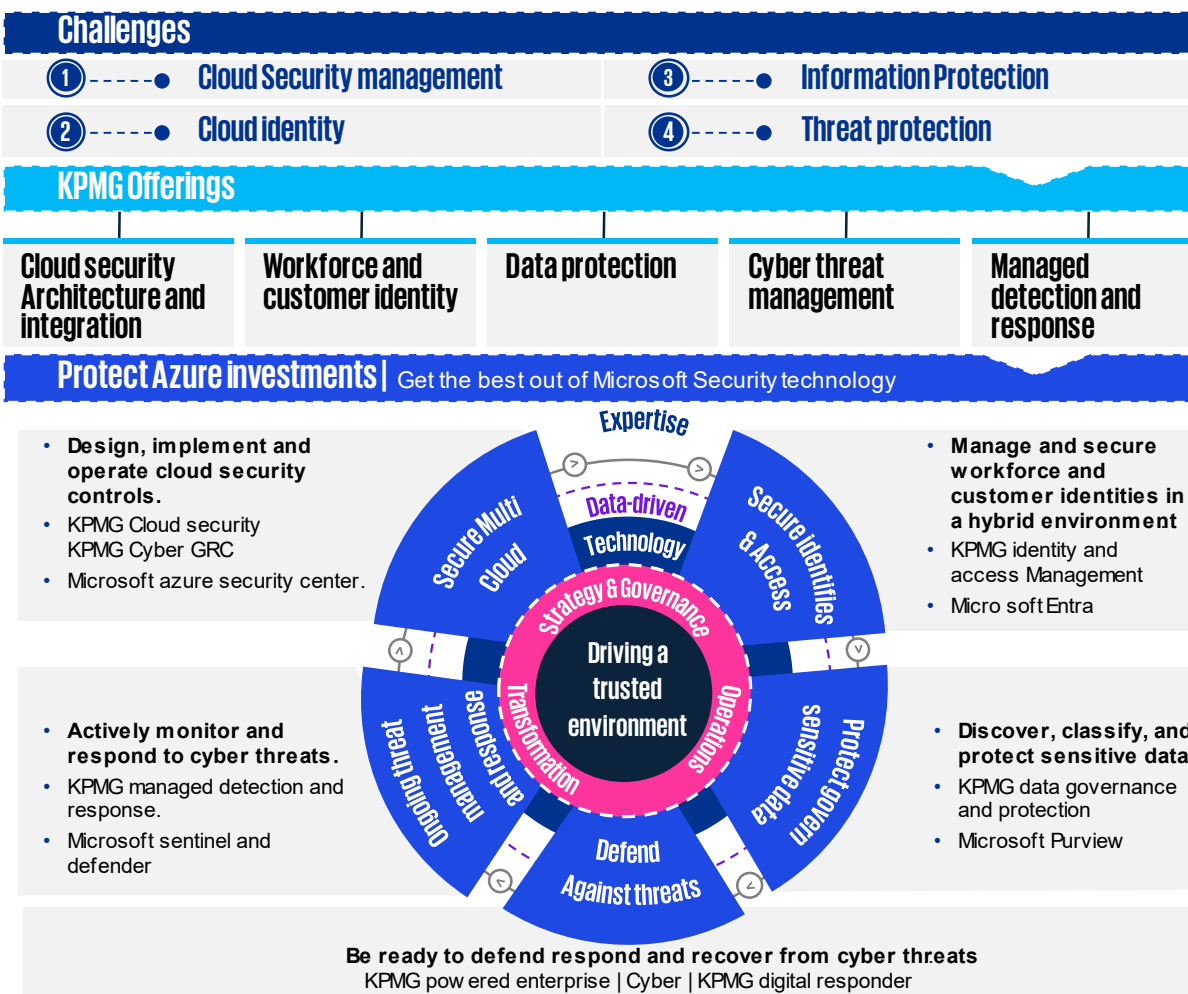 Challenges
1 Cloud Security management
3 Information Protection
2 Cloud identity
4 Threat protection
KPMG Offerings
Cloud security
Architecture and
integration
Workforce and
customer identity
Data protection
Cyber threat
management
Managed
detection and
response
Protect Azure investments| Get the best out of Microsoft Security technology
• Design, implement and
operate cloud security
controls.
• KPMG Cloud security
KPMG Cyber GRC
• Microsoft azure security center.
Expertise
Data-driven
Technology
Secure Multi
Cloud
Secure identifies
& Access
Strategy & Governance
Operations
Transformation
Driving a
trusted
environment
• Manage and secure
workforce and
customer identities in
a hybrid environment
• KPMG identity and
access Management
• Micro soft Entra
• Actively monitor and
respond to cyber threats.
• KPMG managed detection and
response.
• Microsoft sentinel and
defender
Ongoing threat
management
and response
Protect govern
sensitive data
Defend
Against threats
• Discover, classify, and
protect sensitive data
• KPMG data governance
and protection
• Microsoft Purview
Be ready to defend respond and recover from cyber thr.eats
KPMG pow ered enterprise | Cyber | KPMG digital responder